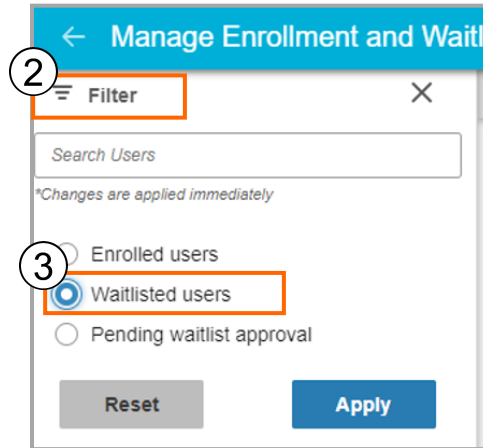 Manage Enrollment and Waitl
2
Filter
Search Users
*Changes are applied immediately
Enrolled users
3
Waitlisted users
Pending waitlist approval
Reset
Apply